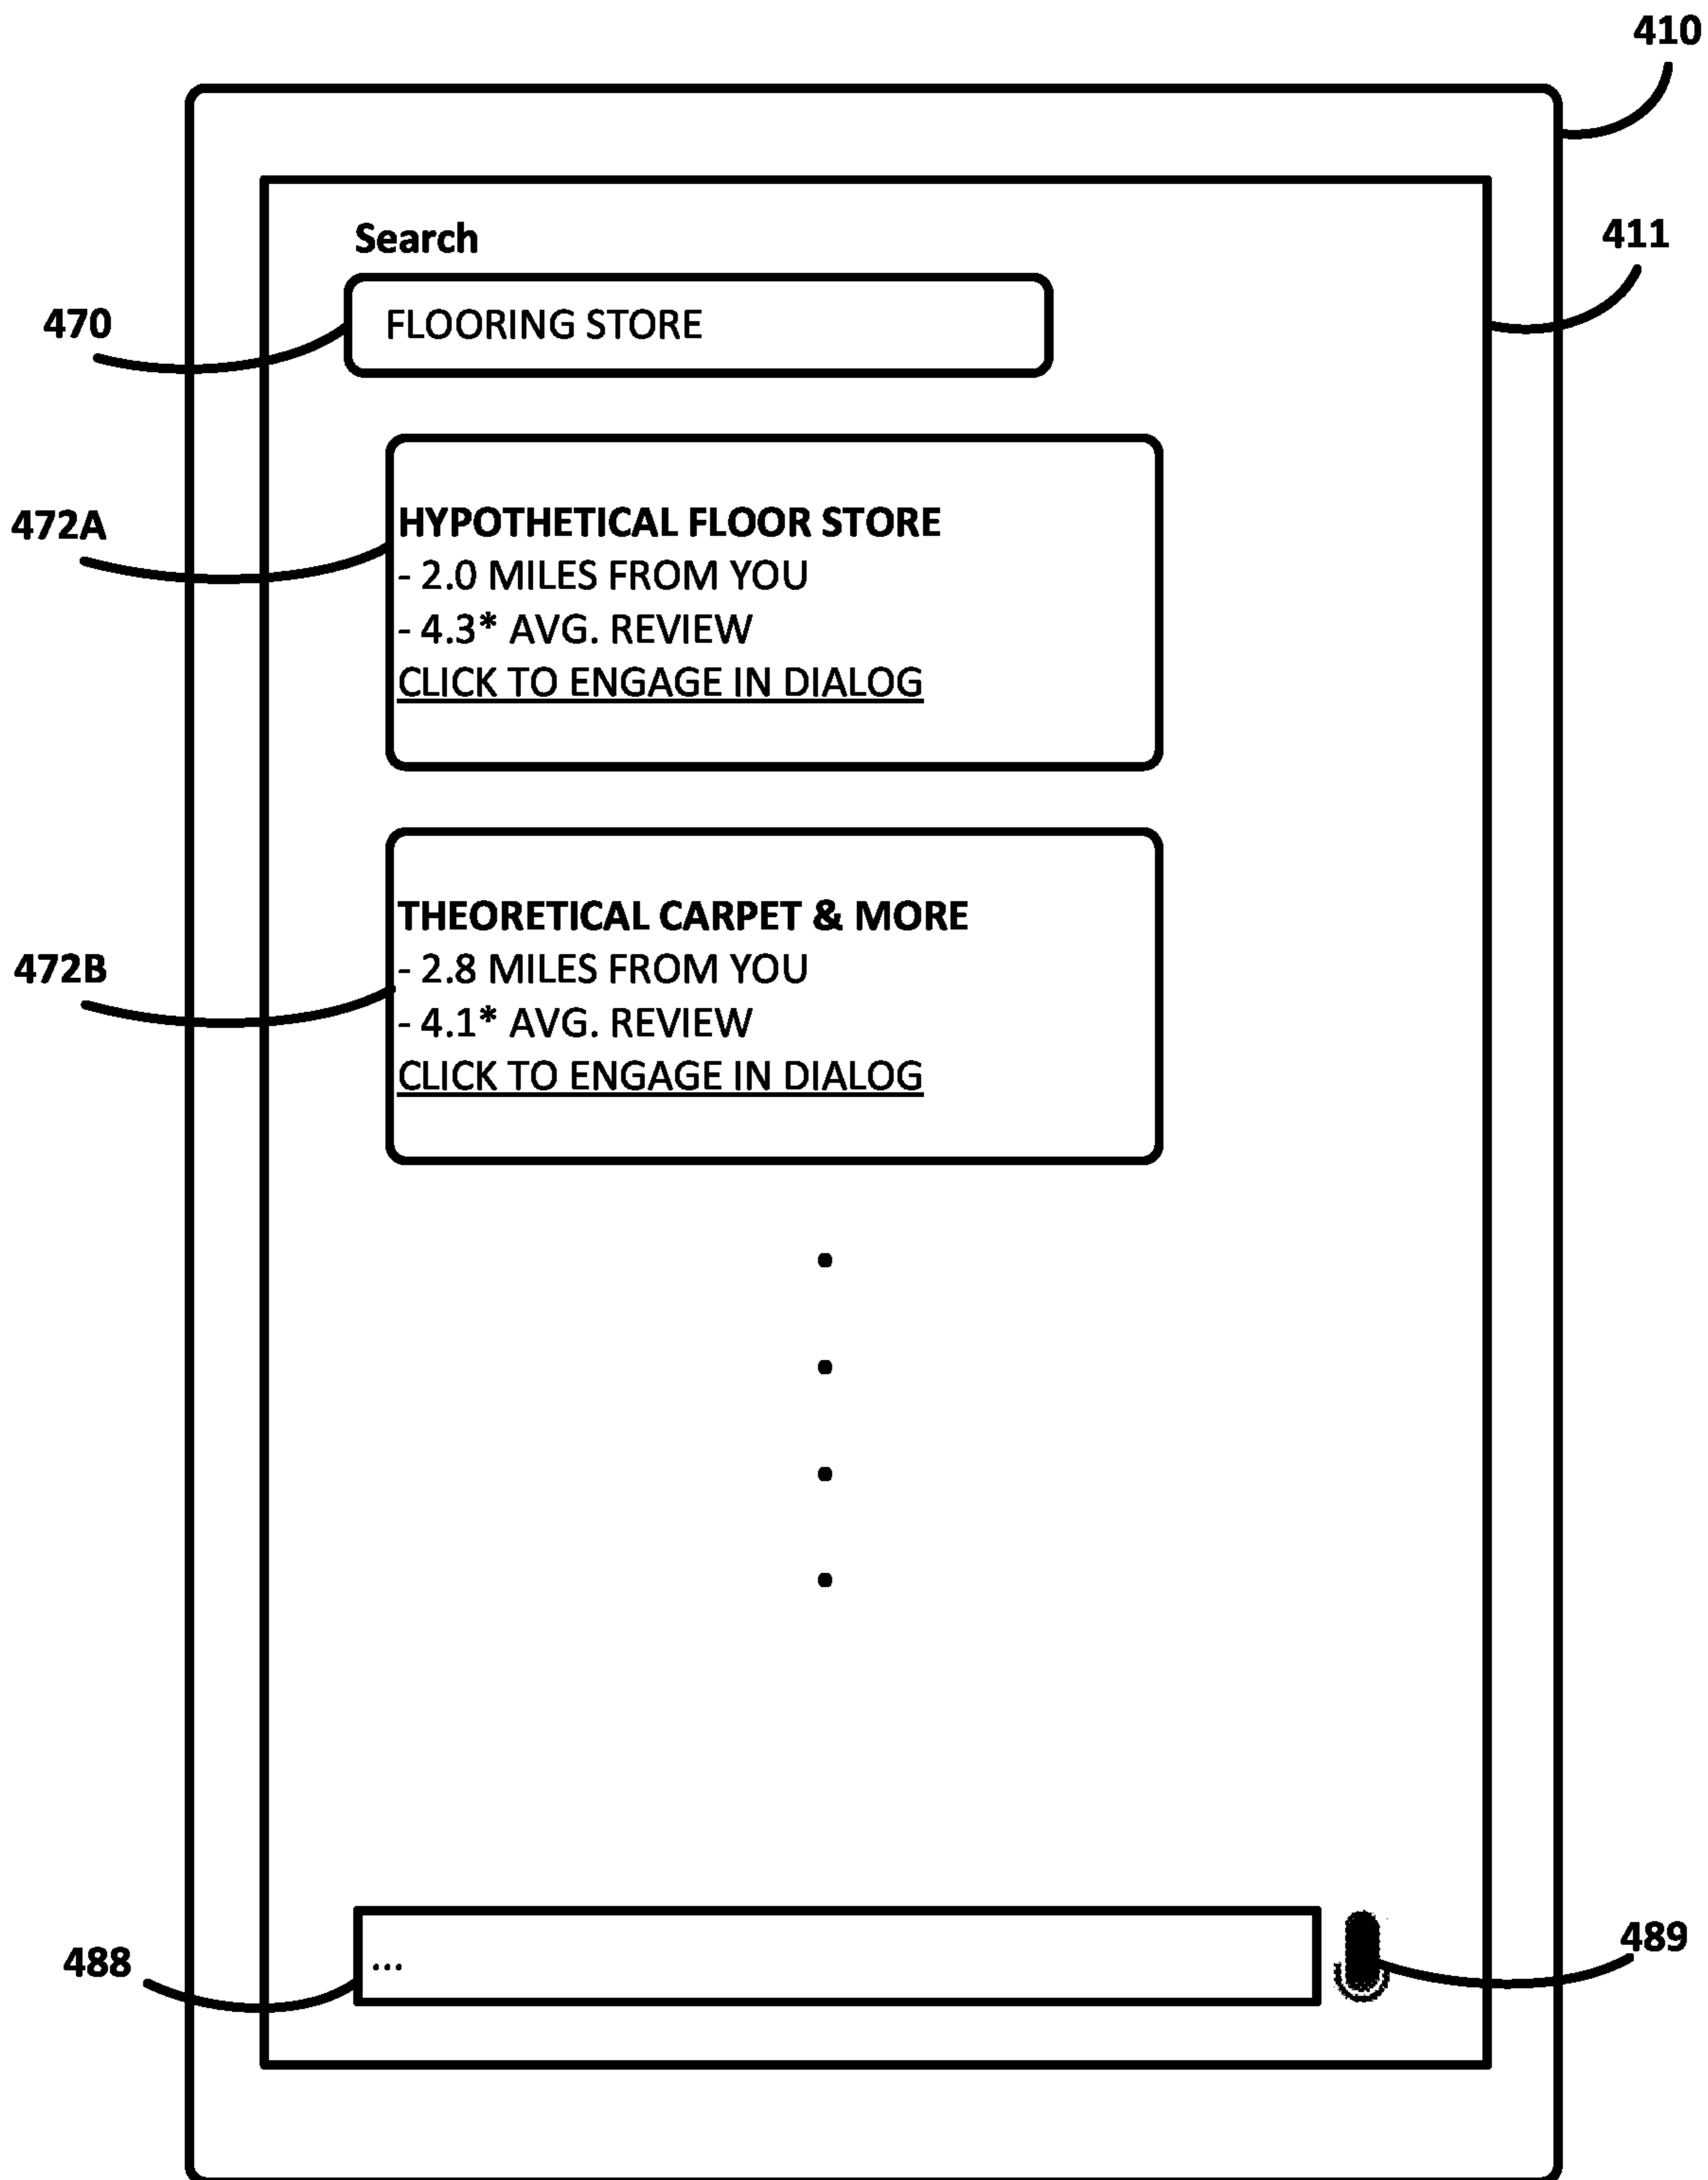 410
Search
411
470
FLOORING STORE
472A
HYPOTHETICAL FLOOR STORE
- 2.0 MILES FROM YOU
- 4.3* AVG. REVIEW
CLICK TO ENGAGE IN DIALOG
THEORETICAL CARPET & MORE
472B
- 2.8 MILES FROM YOU
- 4.1* AVG. REVIEW
CLICK TO ENGAGE IN DIALOG
488
...
489